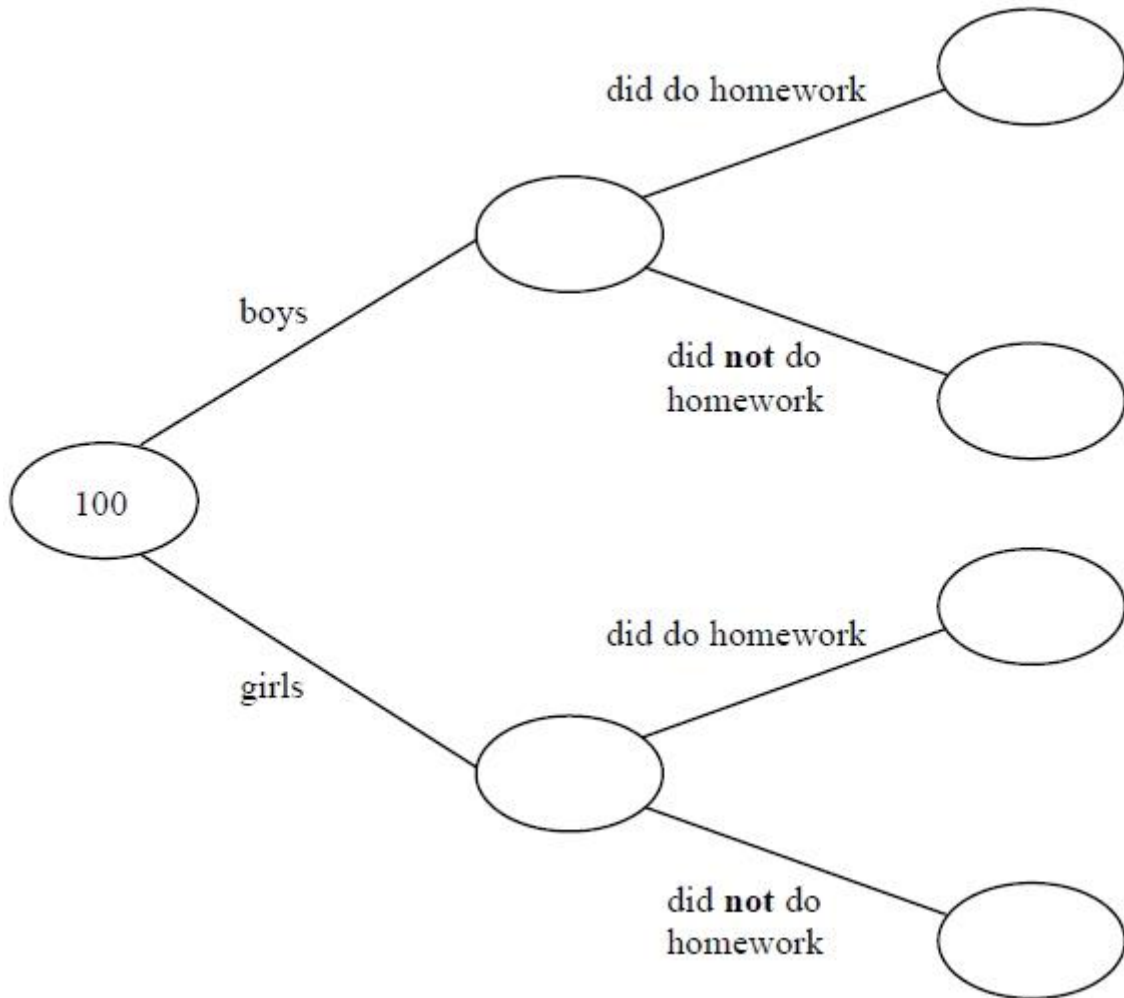 did do homework
boys
did not do
homework
100
did do homework
girls
did not do
homework